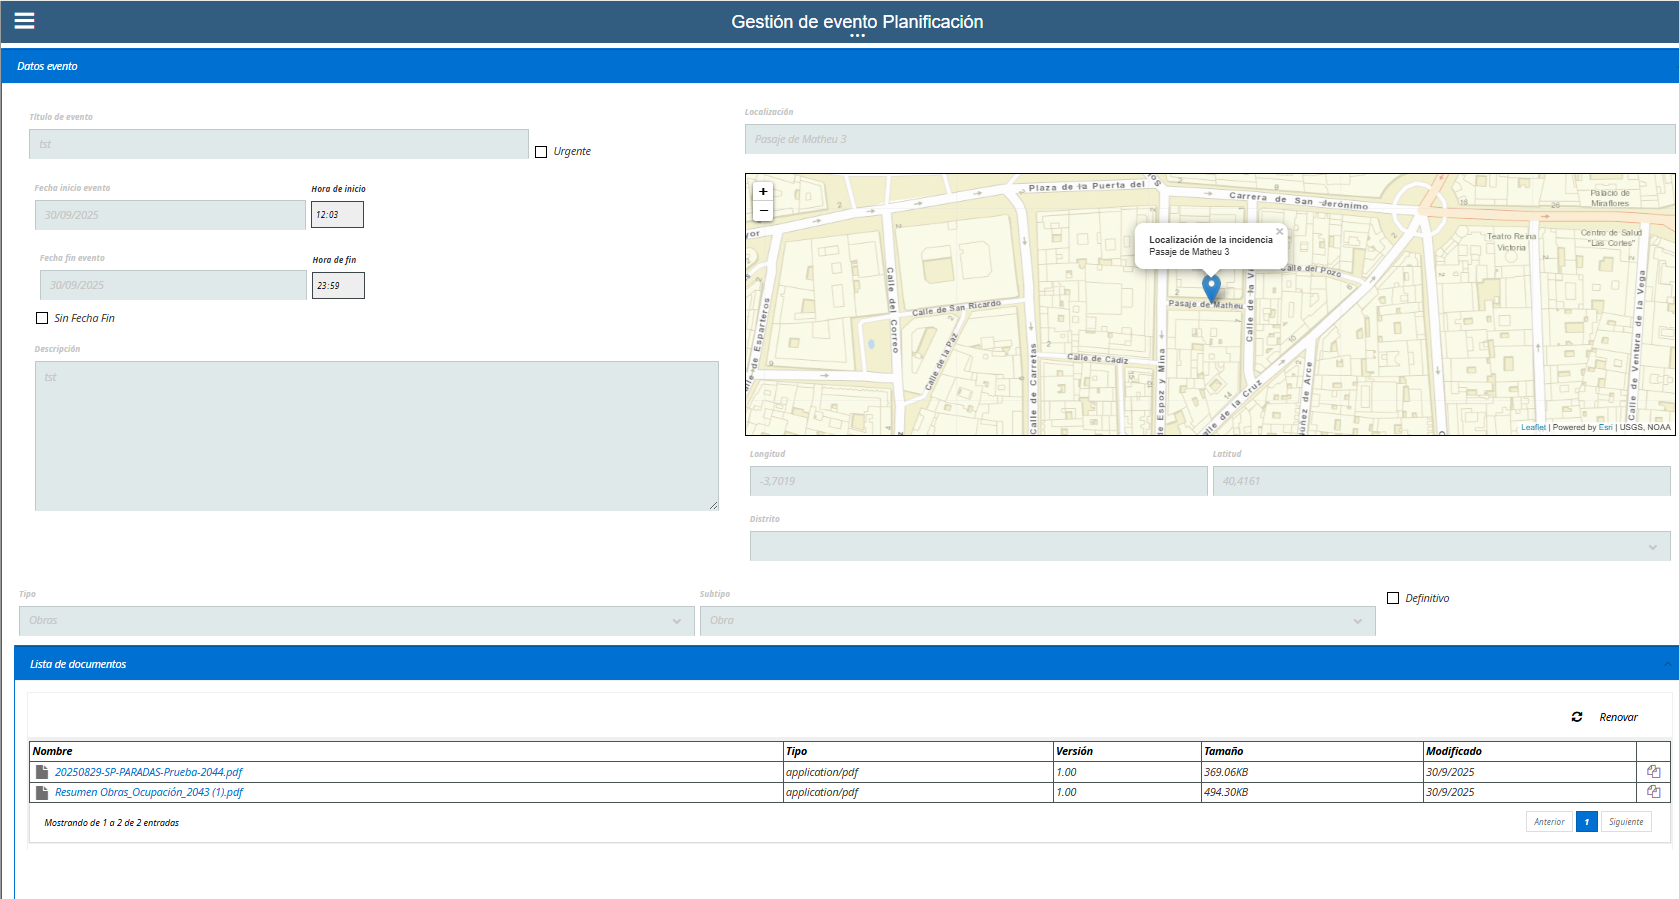 Gestión de evento Planificación
Datos evento
Título de evento
tst
Urgente
Fecha inicio evento
Hora de inicio
30/09/2025
12:03
Fecha fin evento
Hora de fin
30/09/2025
23:59
Sin Fecha Fin
Descripción
tst
Localización
Pasaje de Matheu 3
+
−
Plaza de la Puerta del
Sol
Carrera de San Jerónimo
Palacio de
Miraflores
Teatro Reina
Victoria
Centro de Salud
"Las Cortes"
Localización de la incidencia
Pasaje de Matheu 3
×
Calle del Pozo
Pasaje de Matheu
Calle de San Ricardo
Calle del Correo
Calle de la Paz
Calle de Carretas
Calle de Cádiz
de Espoz y Mina
Calle de la Cruz
Calle de Ventura de la Vega
Leaflet | Powered by Esri | USGS, NOAA
Longitud
-3,7019
Latitud
40,4161
Distrito
Tipo
Obras
Subtipo
Obra
Definitivo
Lista de documentos
Renovar
Nombre Tipo Versión Tamaño Modificado
20250829-SP-PARADAS-Prueba-2044.pdf application/pdf 1.00 369.06KB 30/9/2025
Resumen Obras_Ocupación_2043 (1).pdf application/pdf 1.00 494.30KB 30/9/2025
Mostrando de 1 a 2 de 2 entradas
Anterior 1 Siguiente